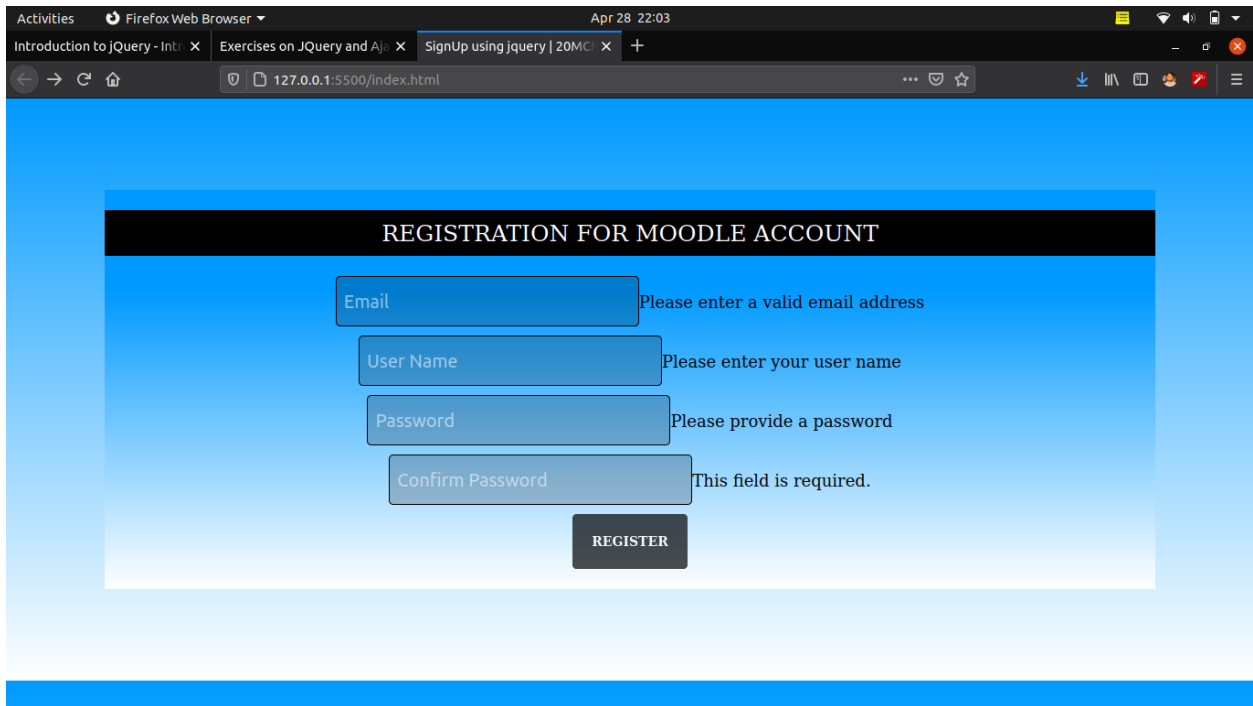 Activities Firefox Web Browser Apr 28 22:03
Introduction to jQuery - Intr Exercises on JQuery and Aja SignUp using jquery | 20MC
127.0.0.1:5500/index.html
REGISTRATION FOR MOODLE ACCOUNT
Email Please enter a valid email address
User Name Please enter your user name
Password Please provide a password
Confirm Password This field is required.
REGISTER